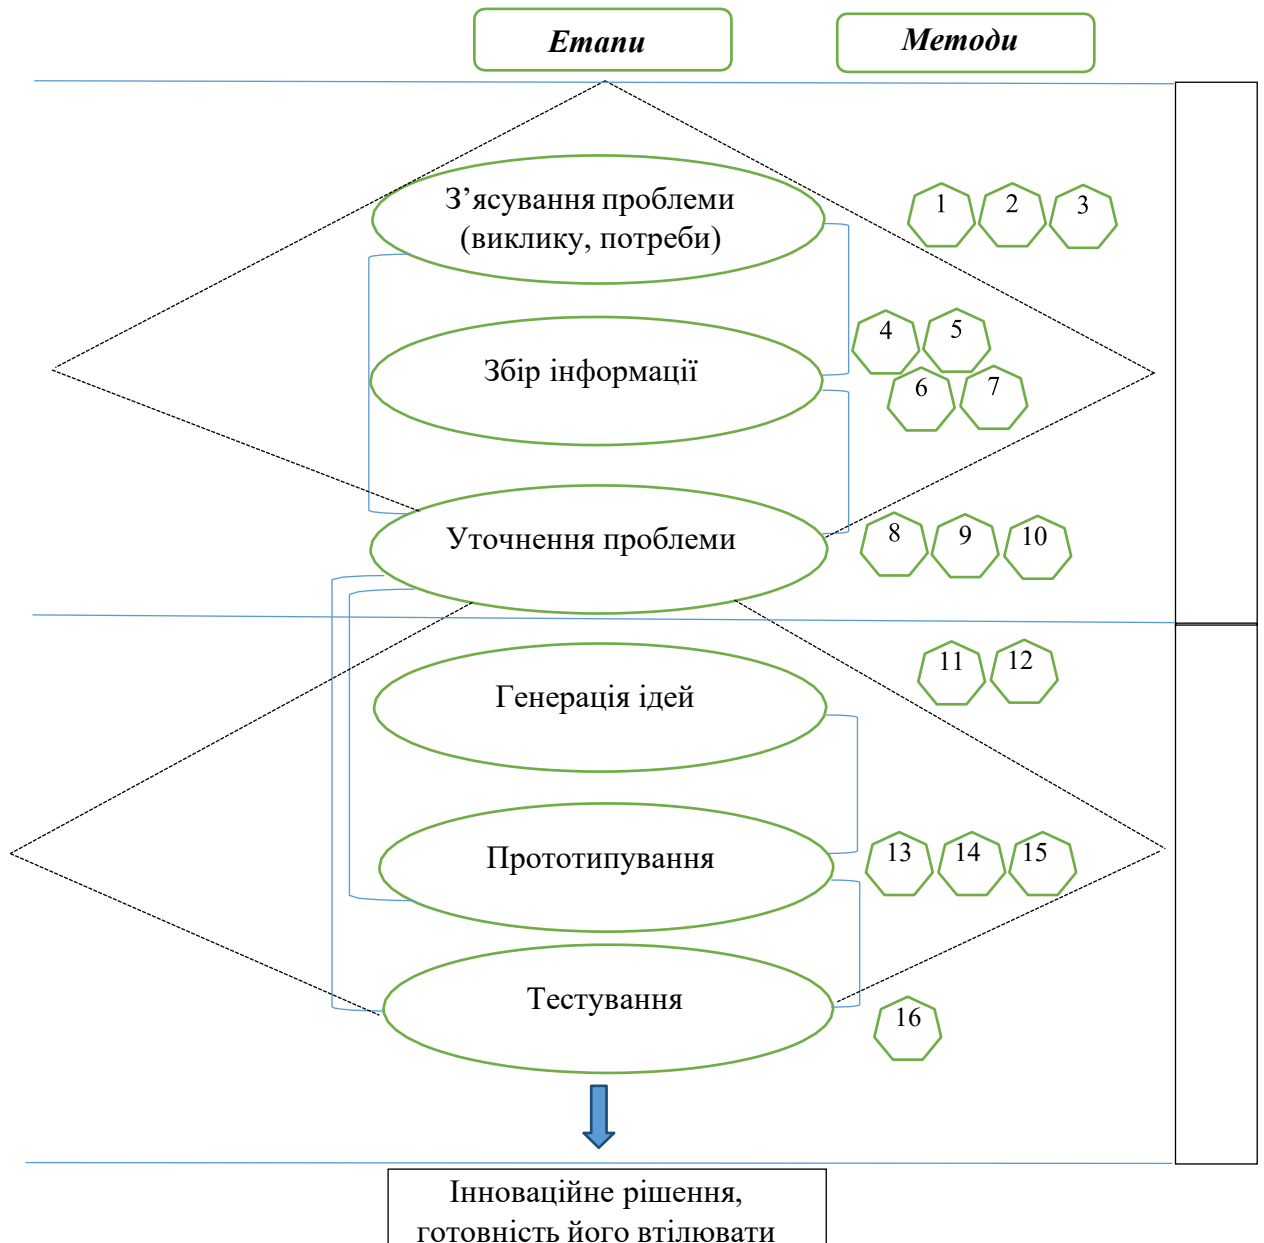 Етапи
Методи
З’ясування проблеми
(виклику, потреби)
1 2 3
Збір інформації
4 5
6 7
Уточнення проблеми
8 9 10
Генерація ідей
11 12
Прототипування
13 14 15
Тестування
16
Інноваційне рішення,
готовність його втілювати